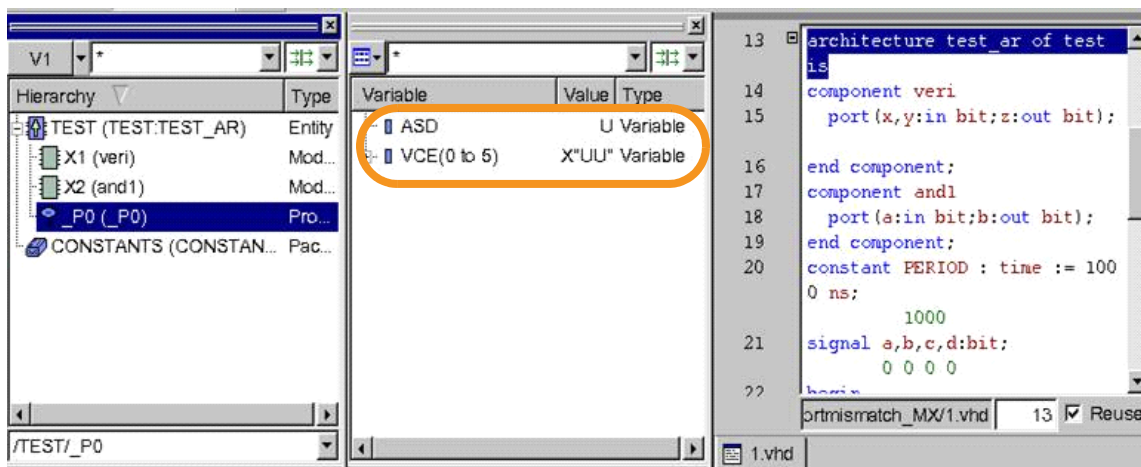 V1 *
Hierarchy Type
TEST (TEST:TEST_AR) Entity
X1 (veri) Mod...
X2 (and1) Mod...
_P0 (_P0) Pro...
CONSTANTS (CONSTAN... Pac...
/TEST/_P0
*
Variable Value Type
ASD U Variable
VCE(0 to 5) X"UU" Variable
13 architecture test_ar of test
is
14 component veri
15 port(x,y:in bit;z:out bit);
16 end component;
17 component and1
18 port(a:in bit;b:out bit);
19 end component;
20 constant PERIOD : time := 100
0 ns;
1000
21 signal a,b,c,d:bit;
0 0 0 0
22 begin
ortmismatch_MX/1.vhd 13 Reuse
1.vhd